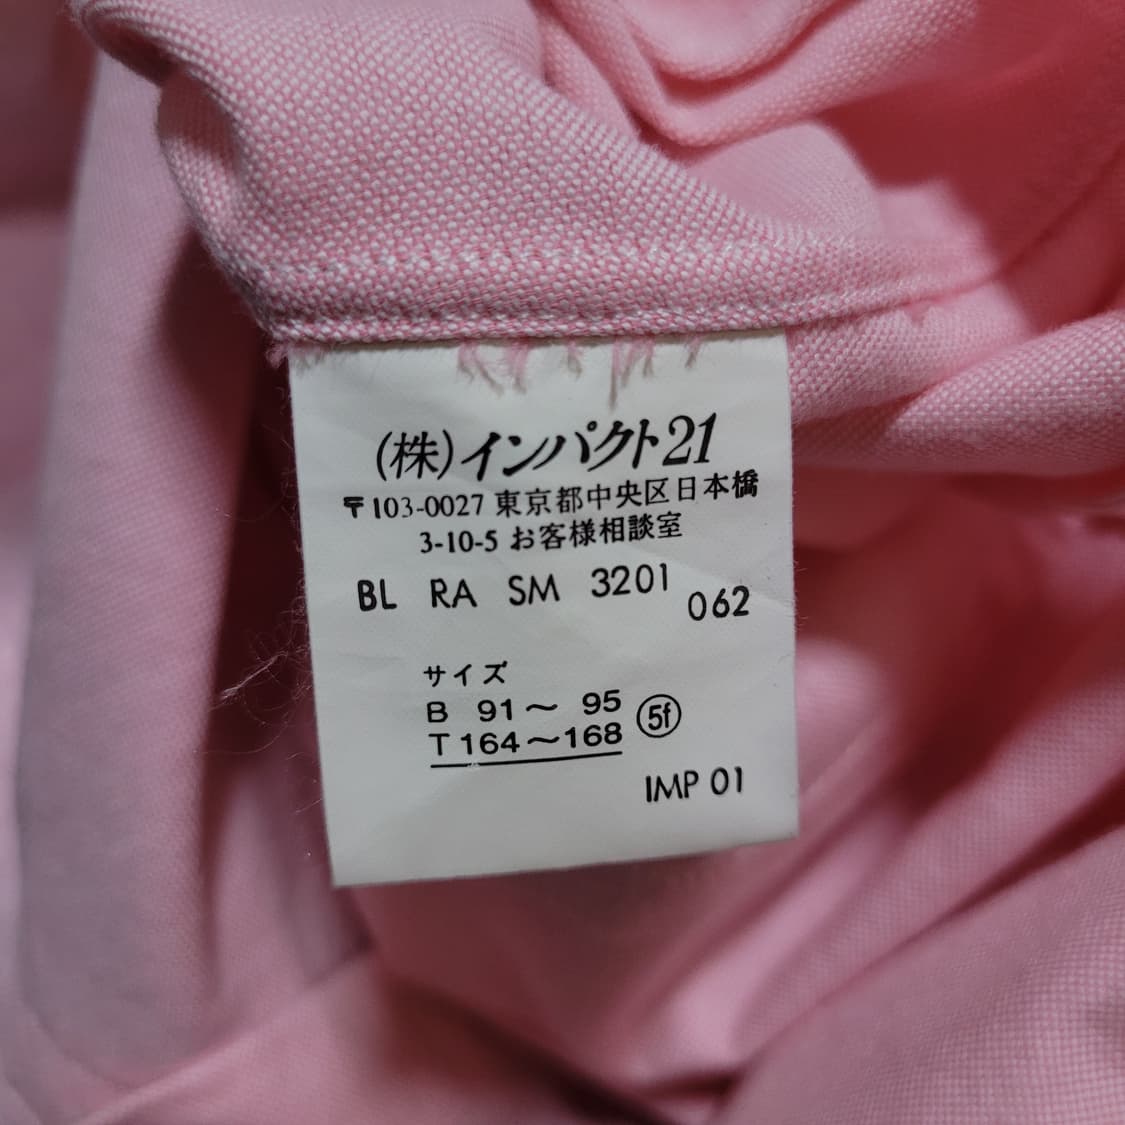 (株)インパクト21
〒103-0027 東京都中央区日本橋
3-10-5 お客様相談室
BL RA SM 3201
062
サイズ
B 91〜 95
T 164〜168 5f
IMP 01